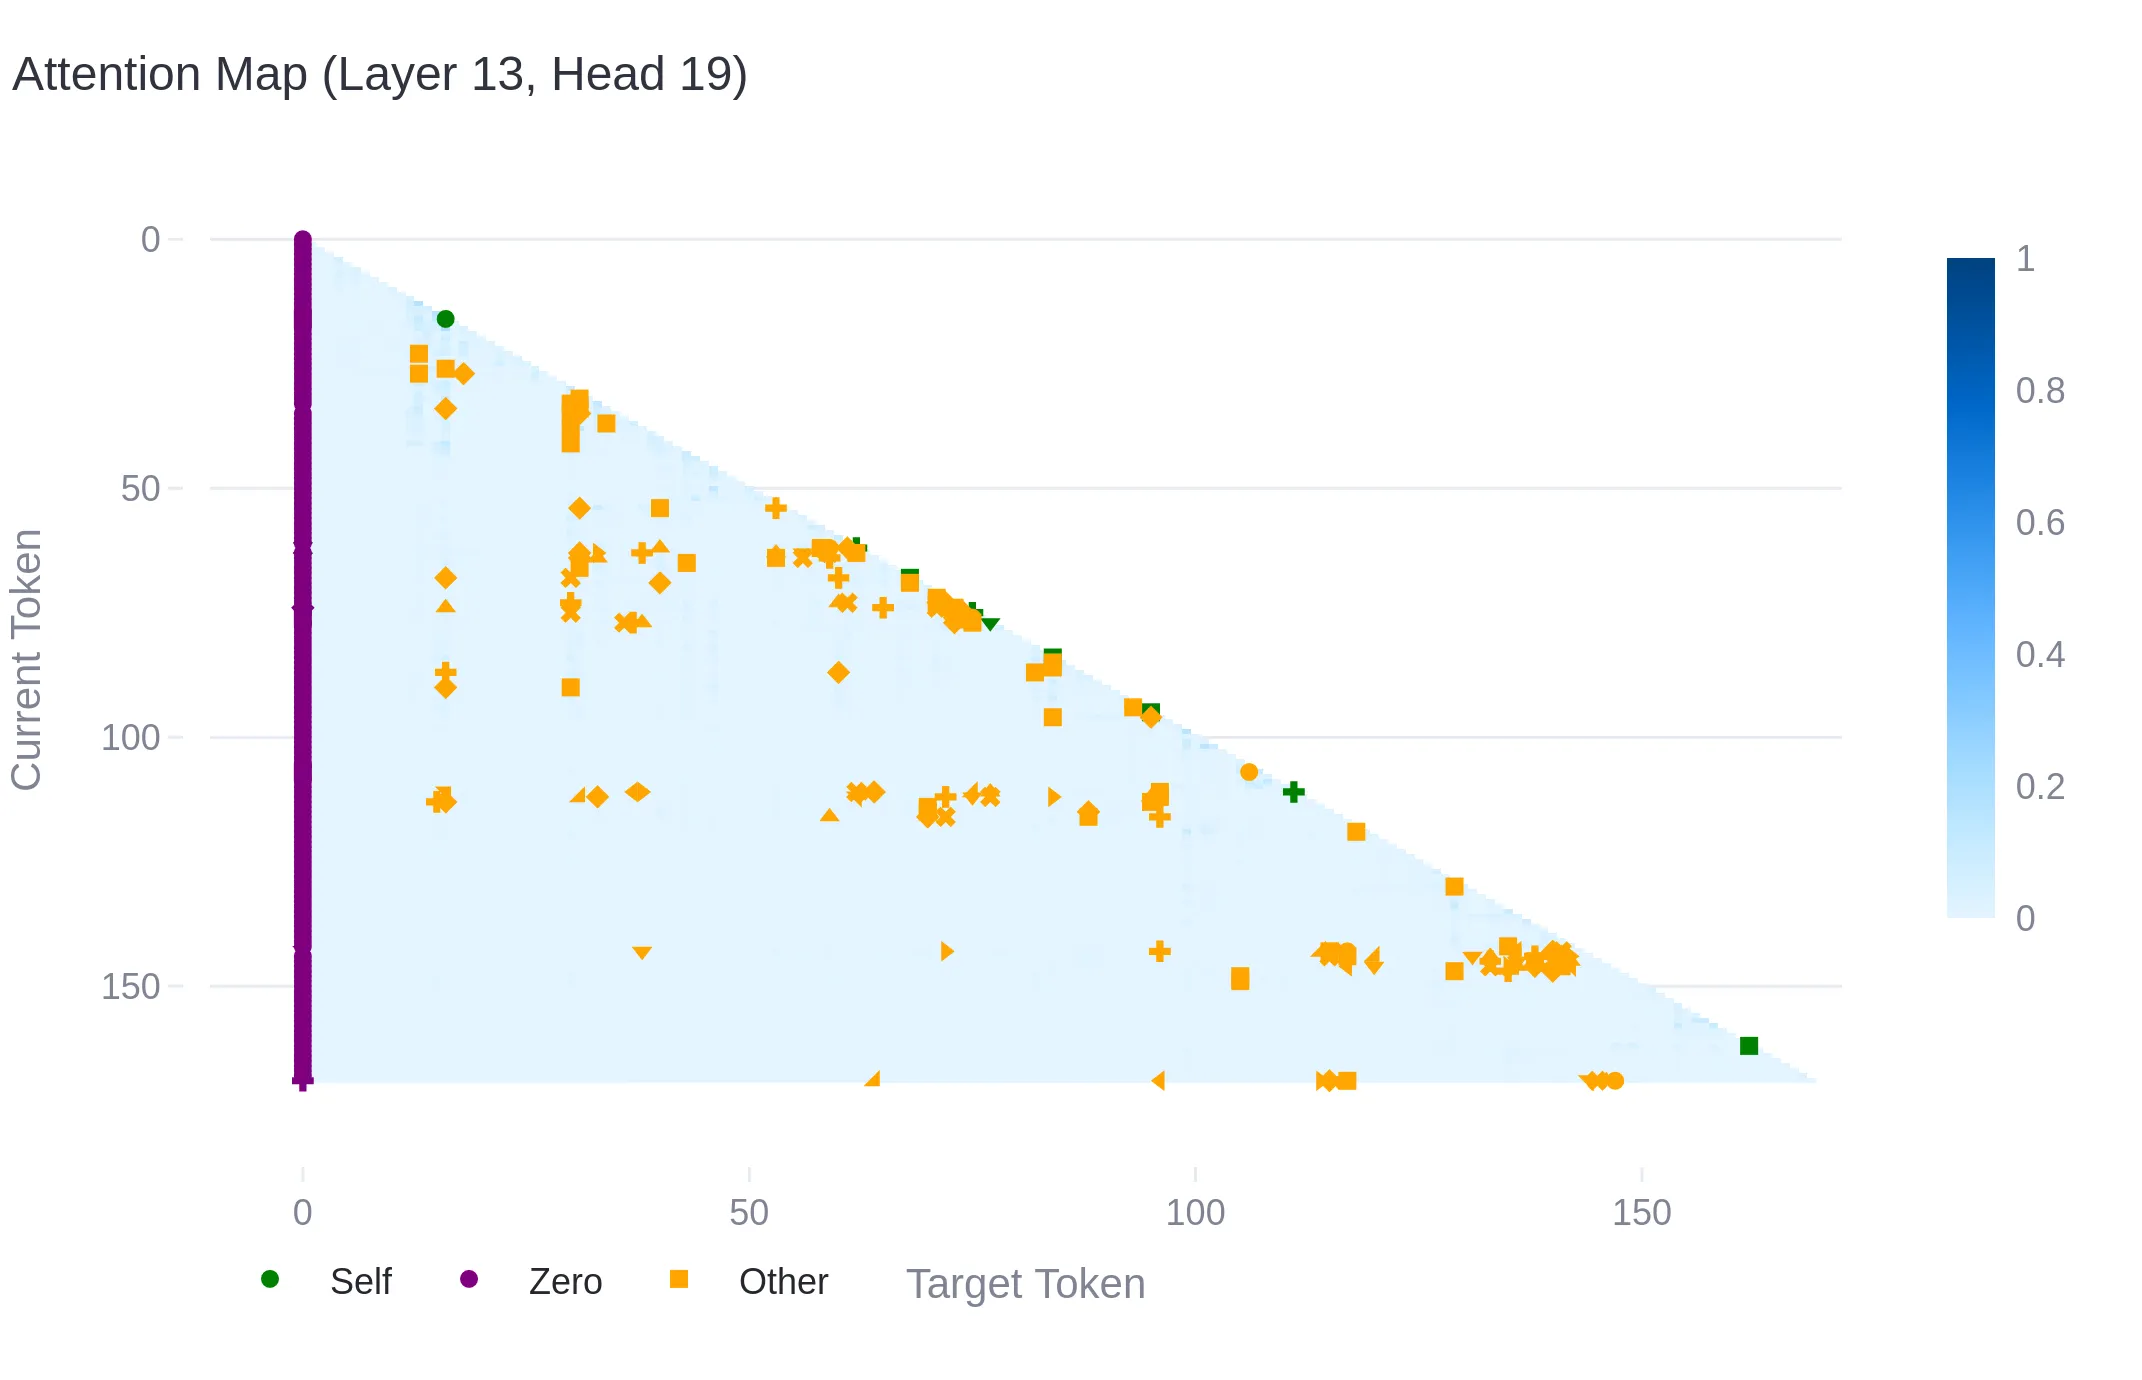 Attention Map (Layer 13, Head 19)
0
50
100
150
Current Token
1
0.8
0.6
0.4
0.2
0
0 50 100 150
Self Zero Other Target Token